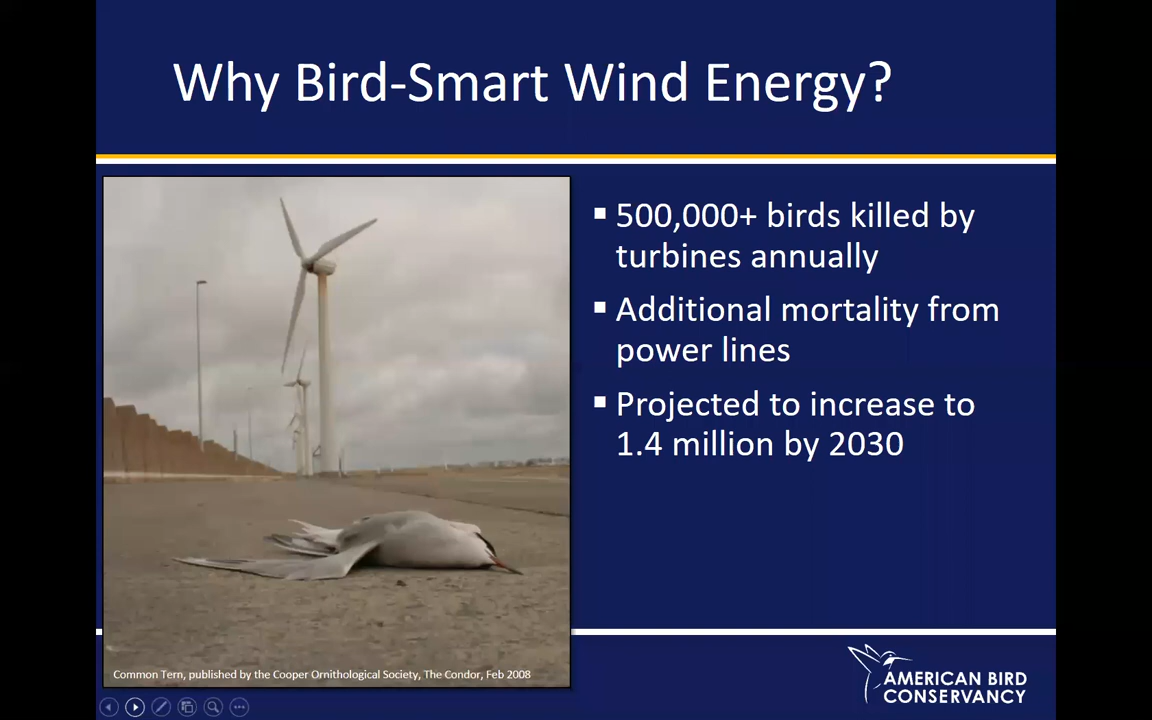 Why Bird-Smart Wind Energy?
▪ 500,000+ birds killed by
turbines annually
▪ Additional mortality from
power lines
▪ Projected to increase to
1.4 million by 2030
Common Tern, published by the Cooper Ornithological Society, The Condor, Feb 2008
AMERICAN BIRD
CONSERVANCY